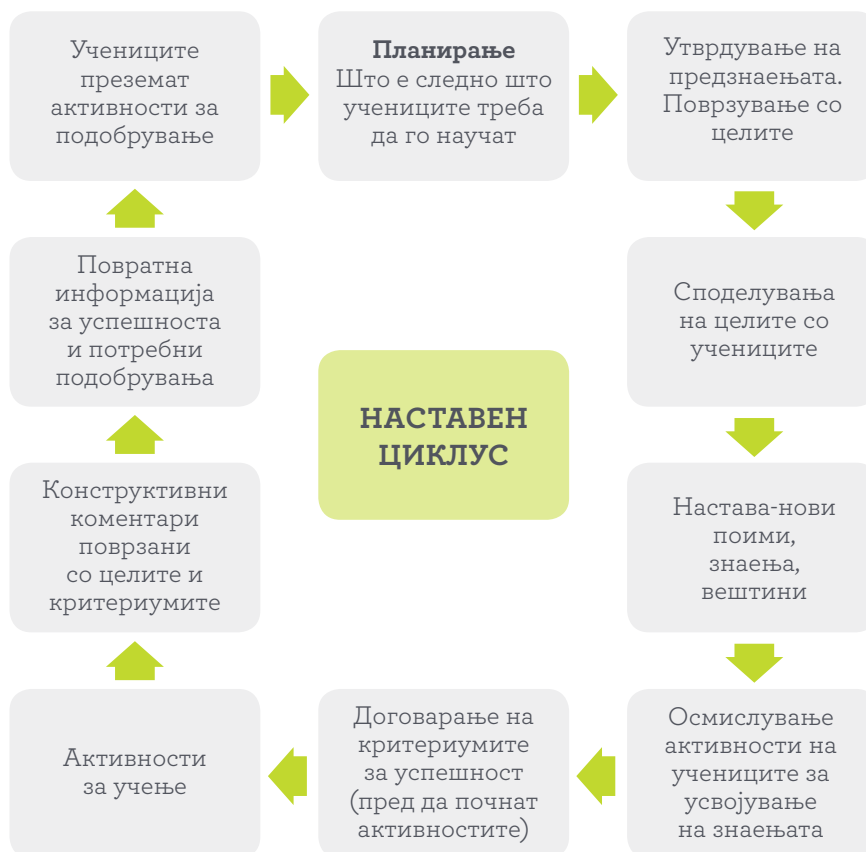 Учениците
преземат
активности за
подобрување
Планирање
Што е следно што
учениците треба
да го научат
Утврдување на
предзнаењата.
Поврзување со
целите
Споделувања
на целите со
учениците
Настава-нови
поими,
знаења,
вештини
Осмислување
активности на
учениците за
усвојување
на знаењата
Договарање на
критериумите
за успешност
(пред да почнат
активностите)
Активности
за учење
Конструктивни
коментари
поврзани
со целите и
критериумите
Повратна
информација
за успешноста
и потребни
подобрувања
НАСТАВЕН
ЦИКЛУС